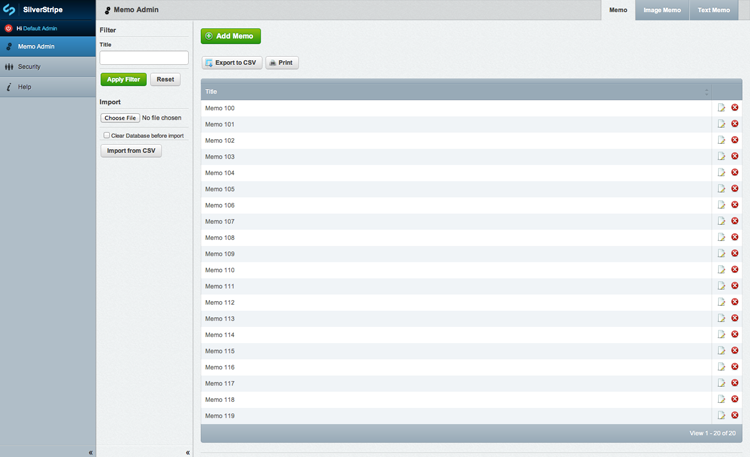 SilverStripe
Hi Default Admin
Memo Admin
Security
Help
«
Memo Admin
Filter
Title
Apply Filter
Reset
Import
Choose File No file chosen
Clear Database before import
Import from CSV
«
Memo
Image Memo
Text Memo
Add Memo
Export to CSV
Print
Title
Memo 100
Memo 101
Memo 102
Memo 103
Memo 104
Memo 105
Memo 106
Memo 107
Memo 108
Memo 109
Memo 110
Memo 111
Memo 112
Memo 113
Memo 114
Memo 115
Memo 116
Memo 117
Memo 118
Memo 119
View 1 - 20 of 20